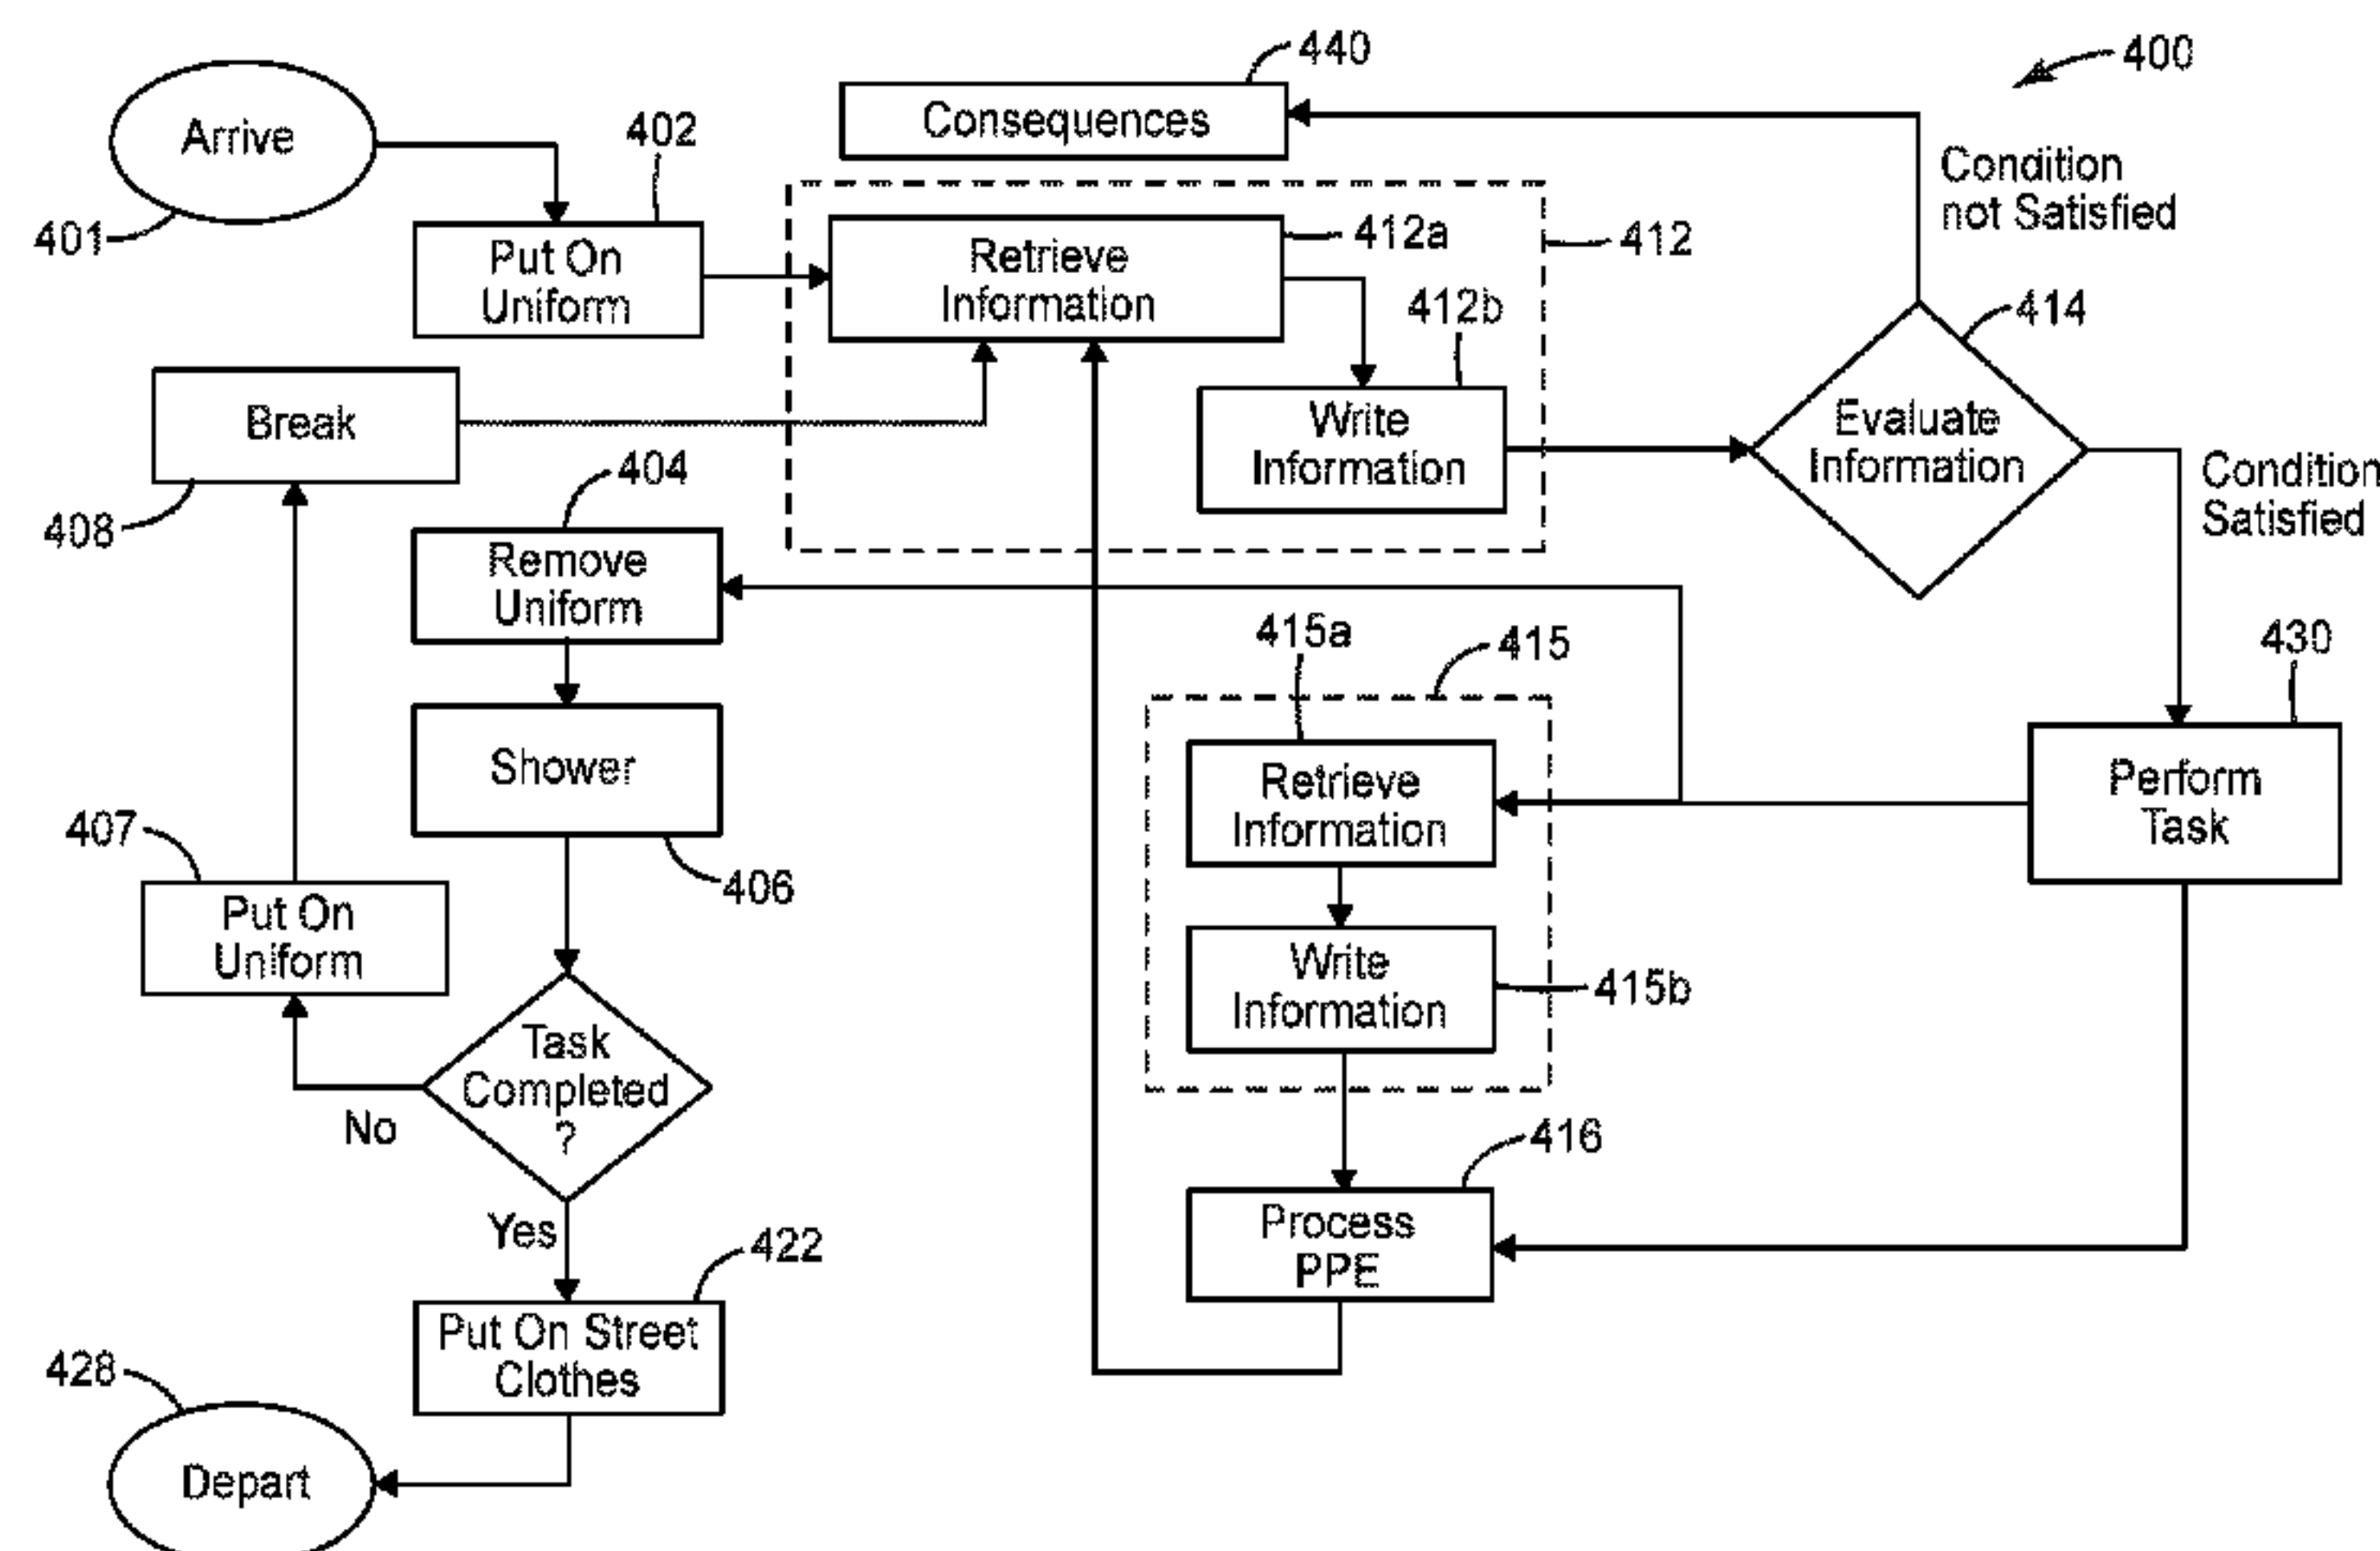 440
400
Arrive
402
Consequences
Condition
not Satisfied
401
Put On
Uniform
Retrieve
Information
412a
412
412b
414
Break
Write
Information
Evaluate
Information
Condition
Satisfied
408
404
Remove
Uniform
415a
415
430
Shower
Retrieve
Information
Perform
Task
407
406
Put On
Uniform
Write
Information
415b
Task
Completed
?
No
416
Yes
Process
PPE
422
Put On Street
Clothes
428
Depart